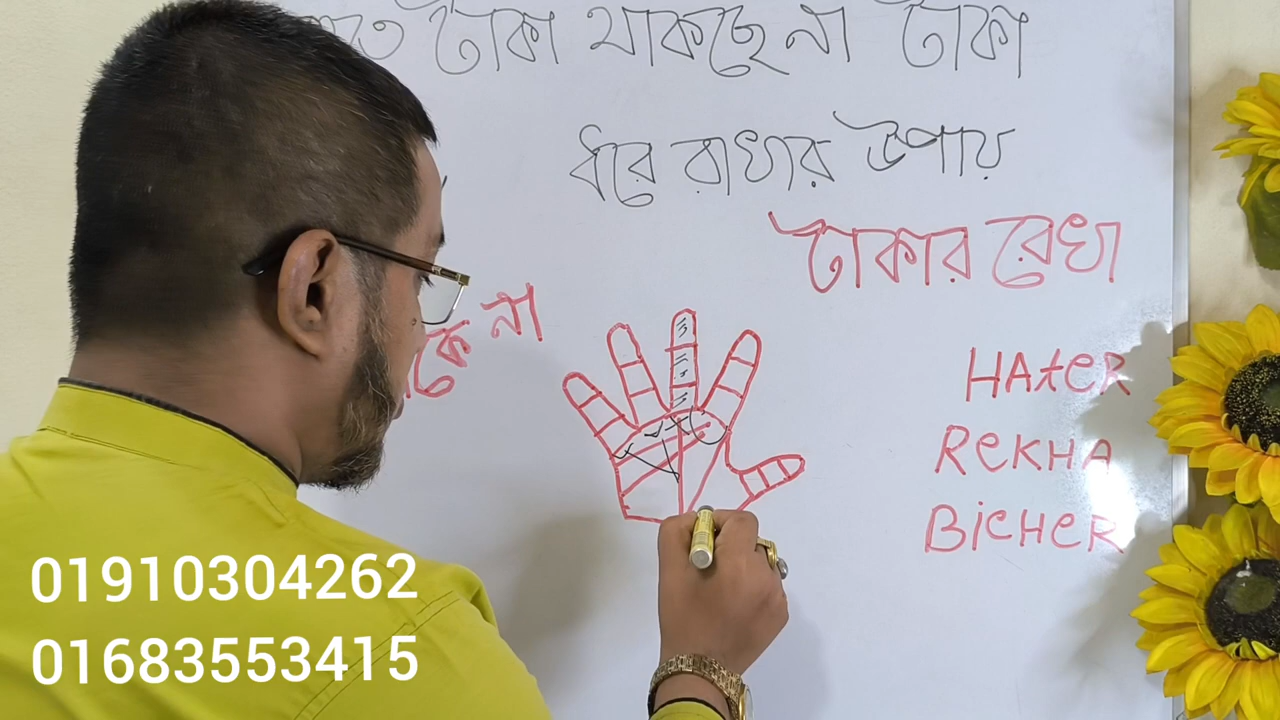 টাকা থাকছে না টাকা
ধরে রাখার উপায়
টাকার রেখা
না
HAteR
ReKHA
BicHeR
01910304262
01683553415